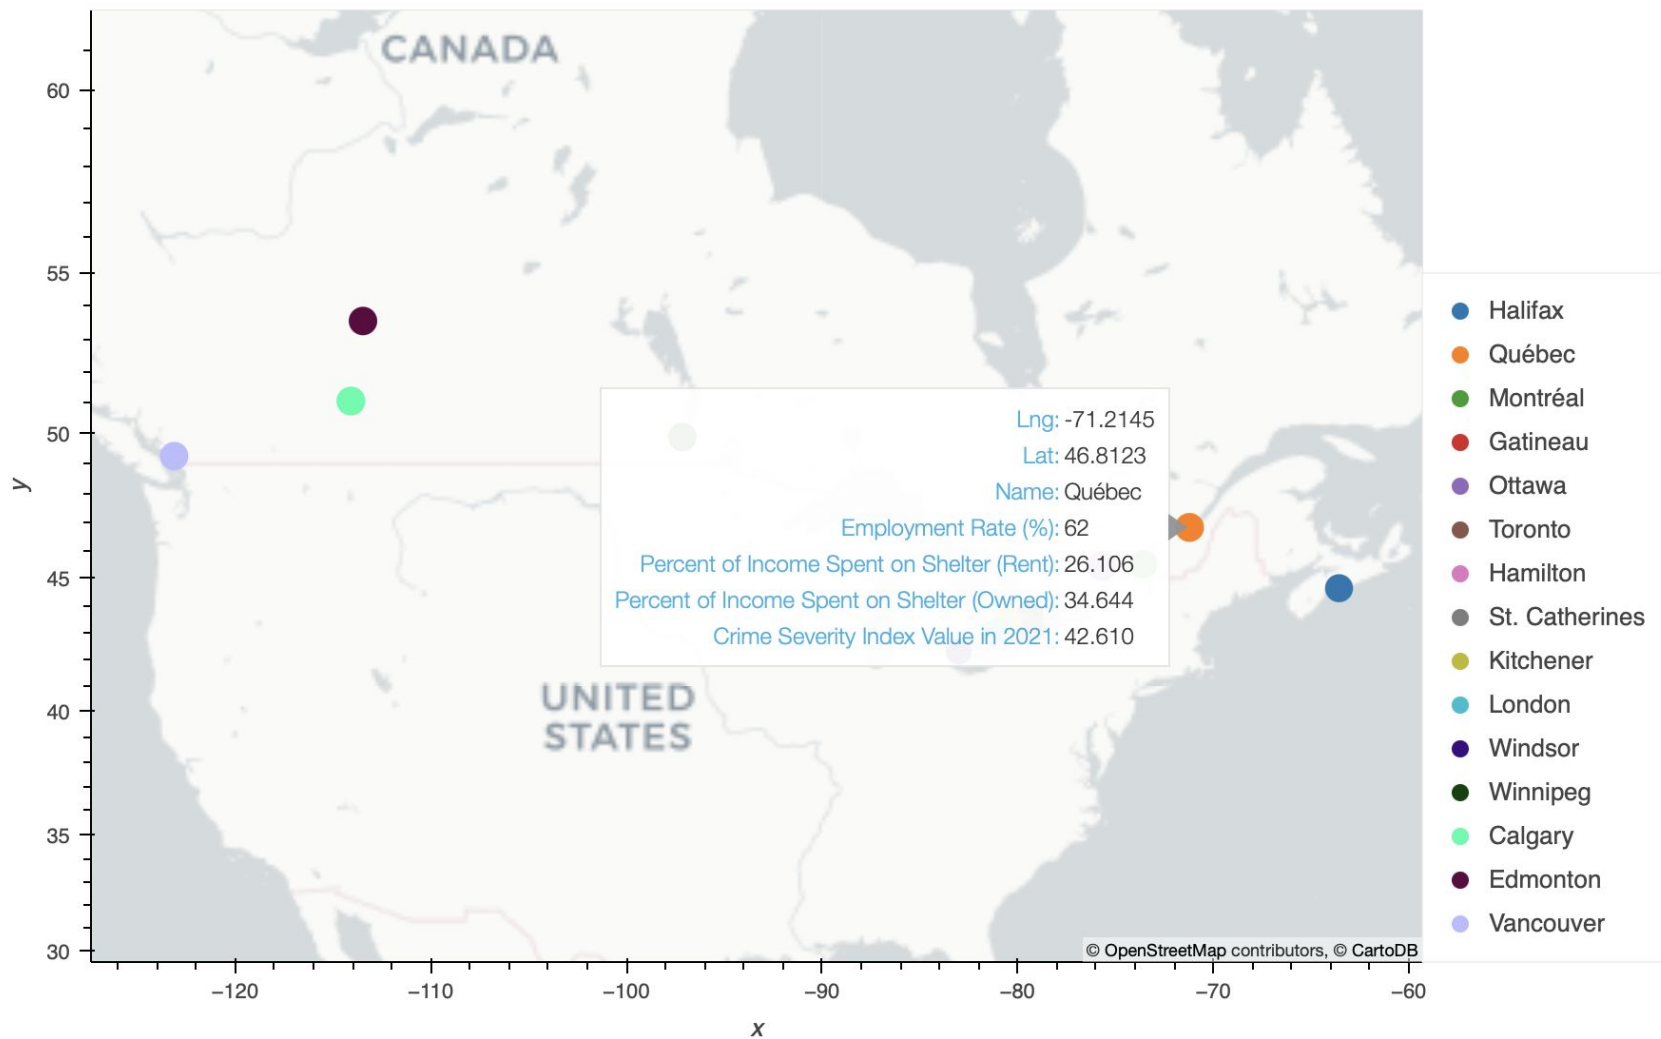 CANADA
60
55
50
45
40
35
30
y
Lng: -71.2145
Lat: 46.8123
Name: Québec
Employment Rate (%): 62
Percent of Income Spent on Shelter (Rent): 26.106
Percent of Income Spent on Shelter (Owned): 34.644
Crime Severity Index Value in 2021: 42.610
UNITED
STATES
© OpenStreetMap contributors, © CartoDB
−120 −110 −100 −90 −80 −70 −60
x
Halifax
Québec
Montréal
Gatineau
Ottawa
Toronto
Hamilton
St. Catherines
Kitchener
London
Windsor
Winnipeg
Calgary
Edmonton
Vancouver